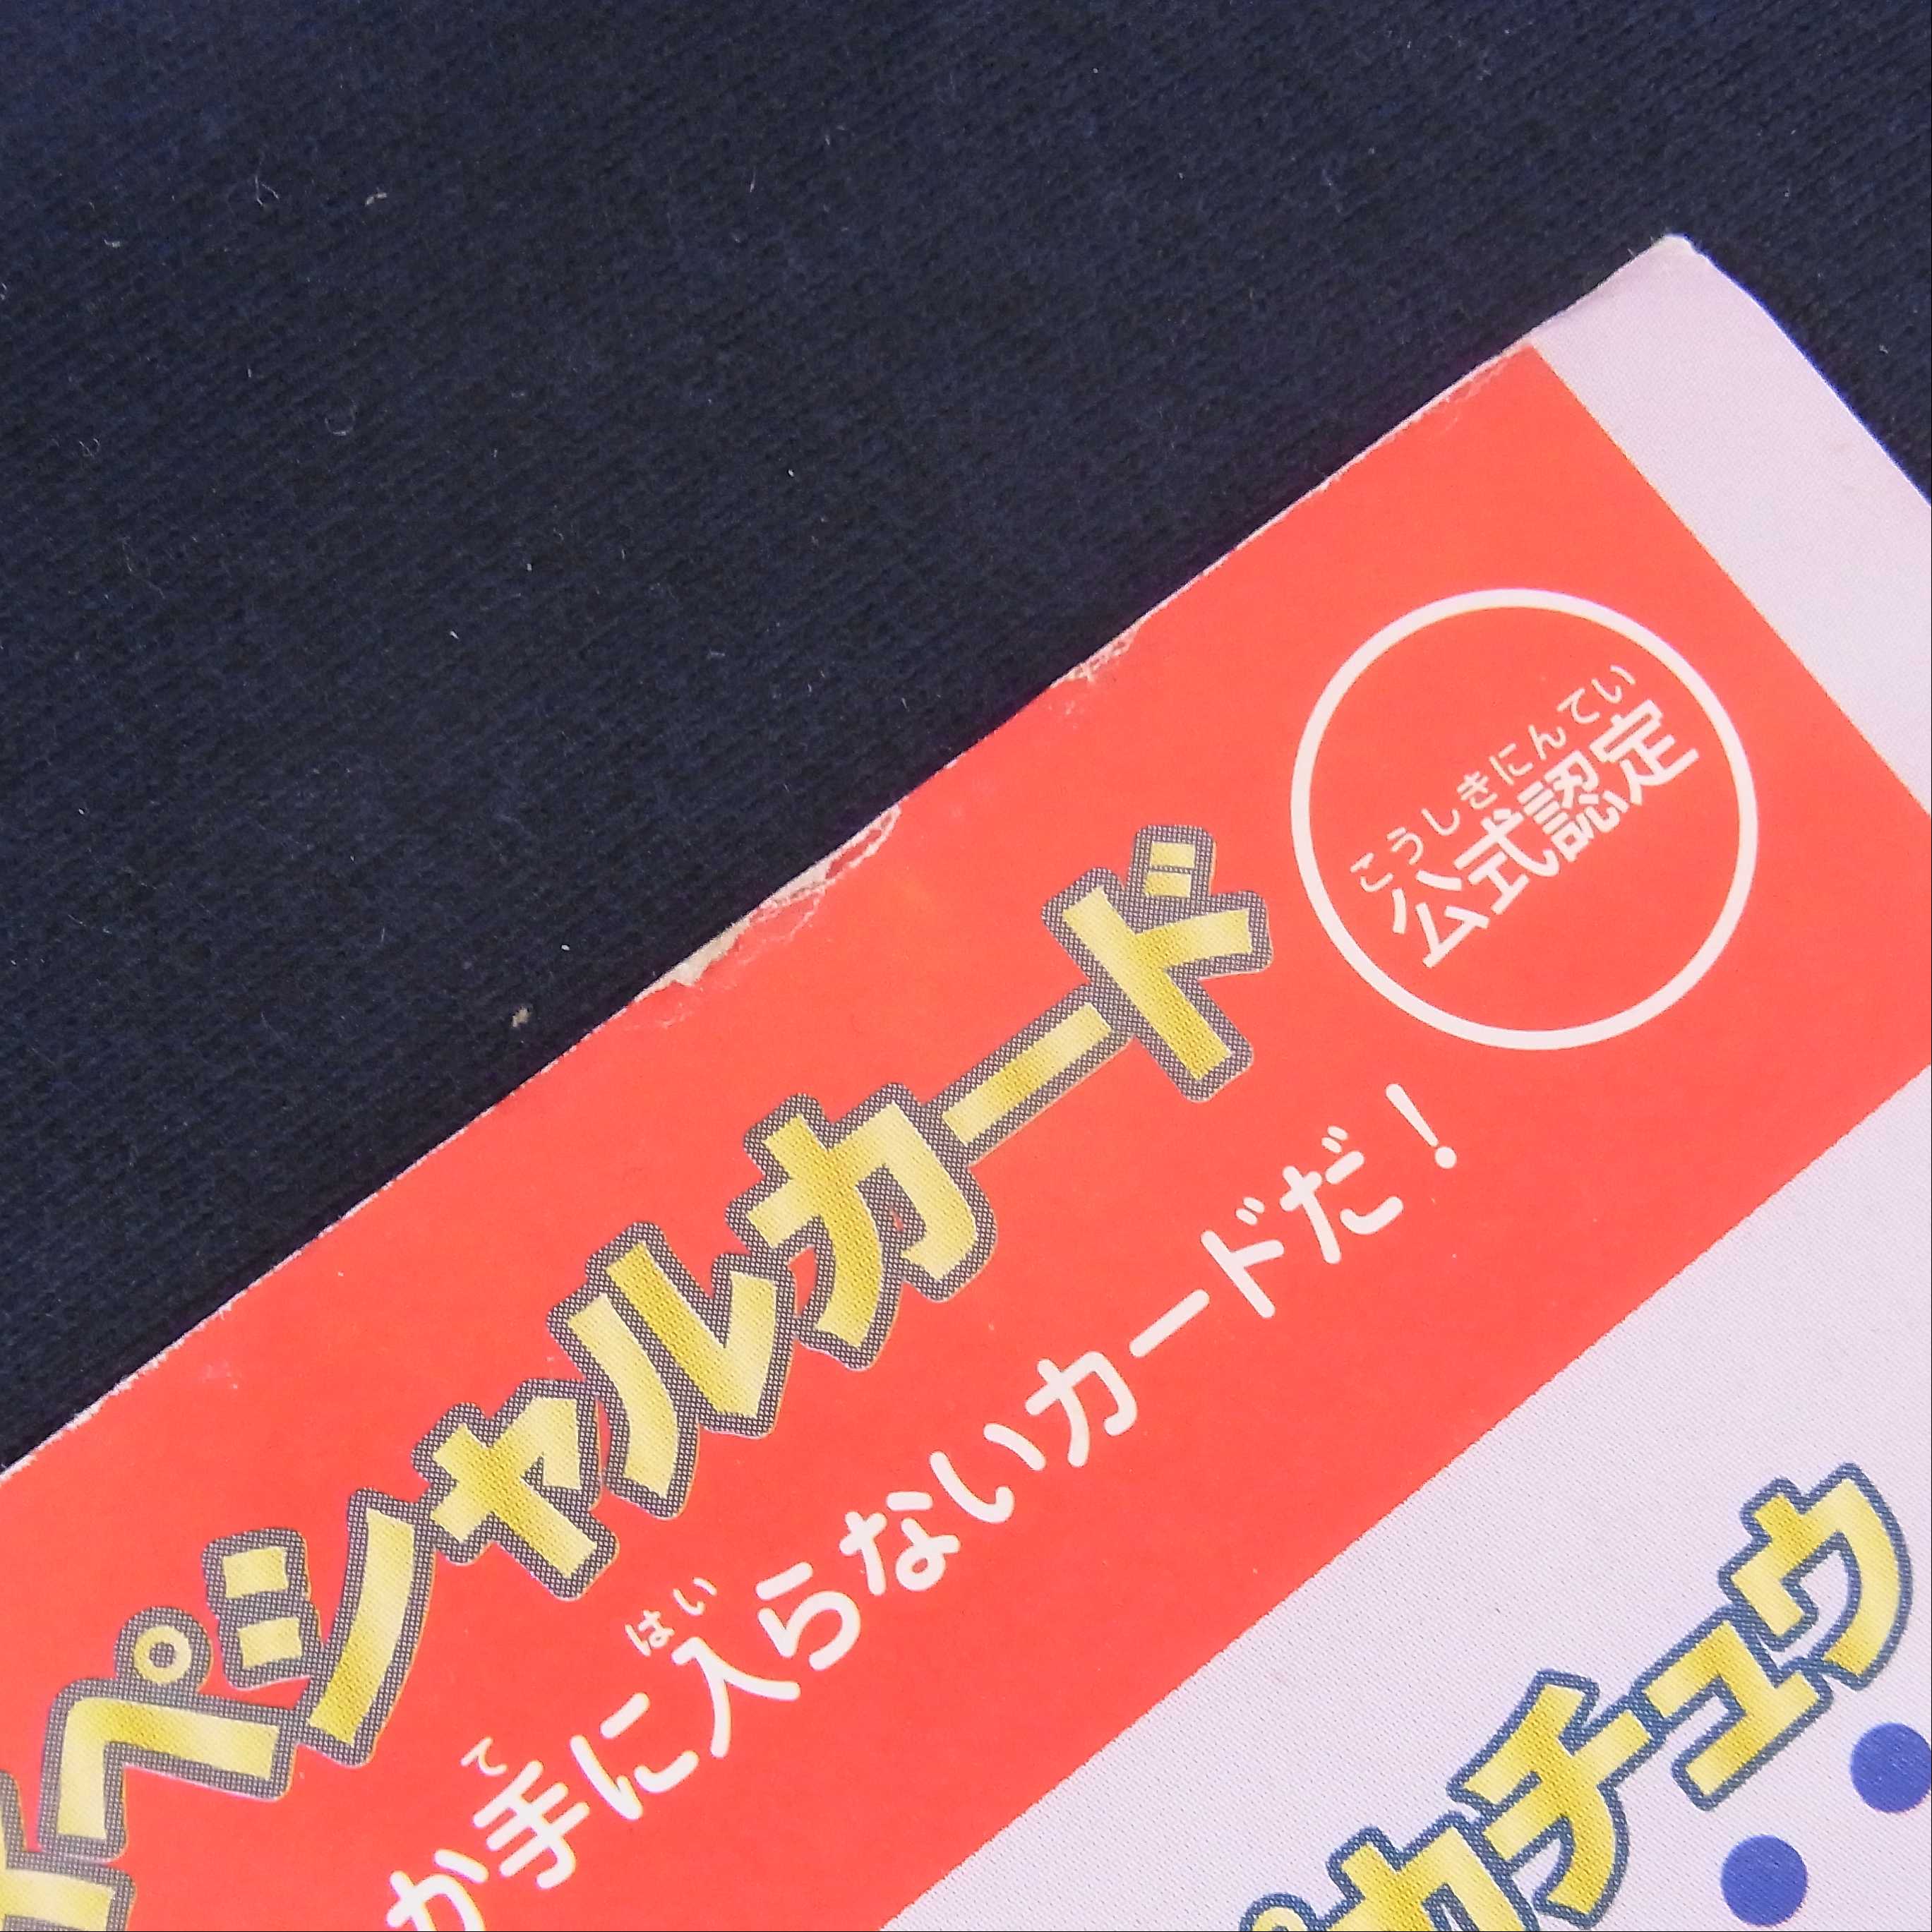 こうしきにんてい
公式認定
ペシャルカード
はい
て
か手に入らないカードだ！
カチュウ